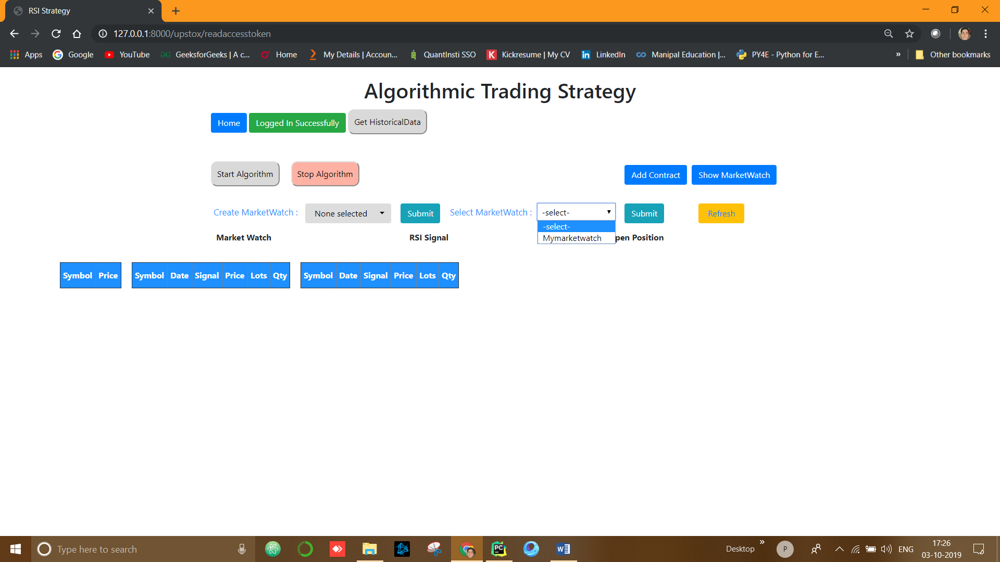 RSI Strategy
127.0.0.1:8000/upstox/readaccesstoken
Apps Google YouTube GeeksforGeeks | A c... Home My Details | Accoun... QuantInsti SSO Kickresume | My CV LinkedIn Manipal Education |... PY4E - Python for E... » Other bookmarks
Algorithmic Trading Strategy
Home Logged In Successfully Get HistoricalData
Start Algorithm Stop Algorithm Add Contract Show MarketWatch
Create MarketWatch : None selected Submit Select MarketWatch : -select- Submit Refresh
-select-
Mymarketwatch
Market Watch RSI Signal pen Position
Symbol Price Symbol Date Signal Price Lots Qty Symbol Date Signal Price Lots Qty
Type here to search Desktop » P ENG 17:26
03-10-2019